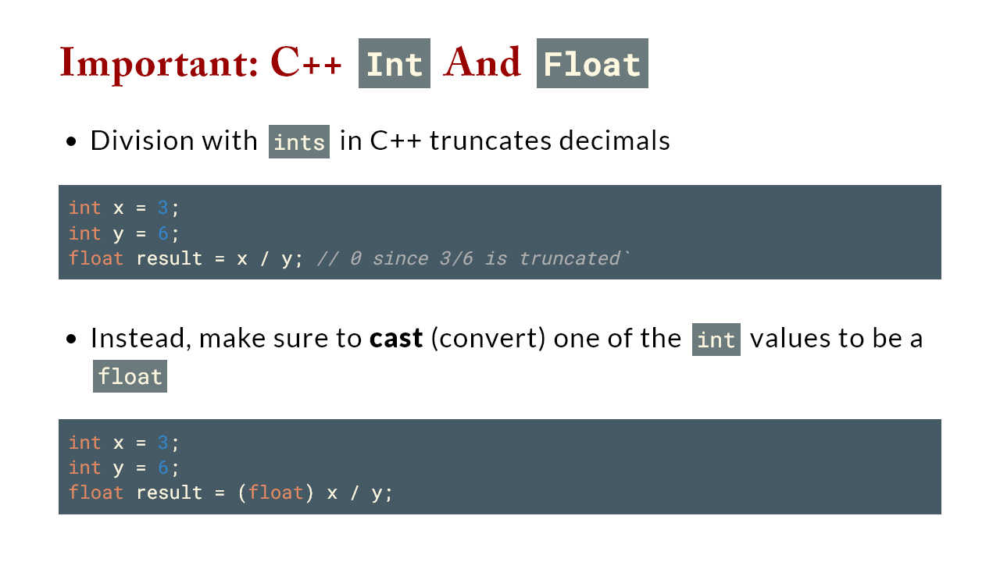 Important: C++ Int And Float
• Division with ints in C++ truncates decimals
int x = 3;
int y = 6;
float result = x / y; // 0 since 3/6 is truncated`
• Instead, make sure to cast (convert) one of the int values to be a
float
int x = 3;
int y = 6;
float result = (float) x / y;